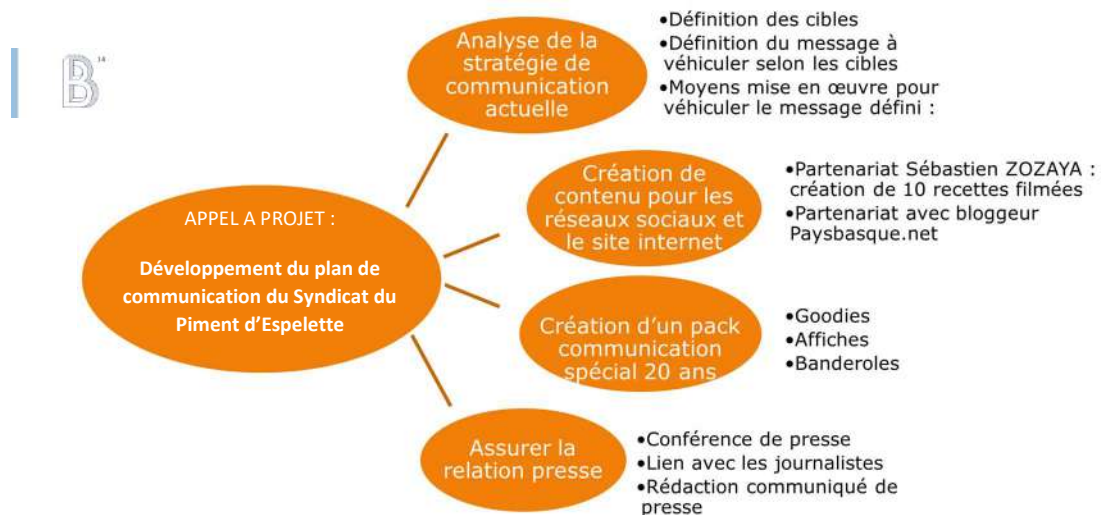 B
14
APPEL A PROJET :
Développement du plan de
communication du Syndicat du
Piment d'Espelette
Analyse de la
stratégie de
communication
actuelle
•Définition des cibles
•Définition du message à
véhiculer selon les cibles
•Moyens mise en œuvre pour
véhiculer le message défini :
Création de
contenu pour les
réseaux sociaux et
le site internet
•Partenariat Sébastien ZOZAYA :
création de 10 recettes filmées
•Partenariat avec bloggeur
Paysbasque.net
Création d'un pack
communication
spécial 20 ans
•Goodies
•Affiches
•Banderoles
Assurer la
relation presse
•Conférence de presse
•Lien avec les journalistes
•Rédaction communiqué de
presse